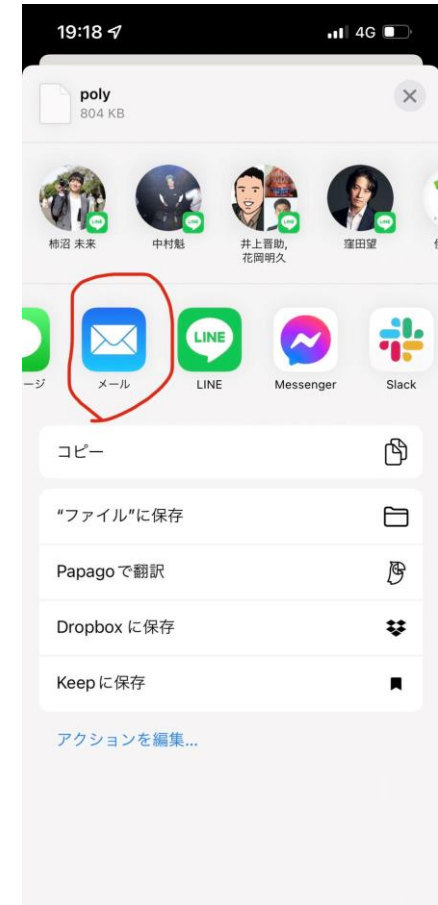 19:18
4G
poly
804 KB
柿沼 未来
中村魁
井上晋助,
花岡明久
窪田望
ージ
メール
LINE
LINE
Messenger
Slack
コピー
“ファイル”に保存
Papagoで翻訳
Dropbox に保存
Keepに保存
アクションを編集...